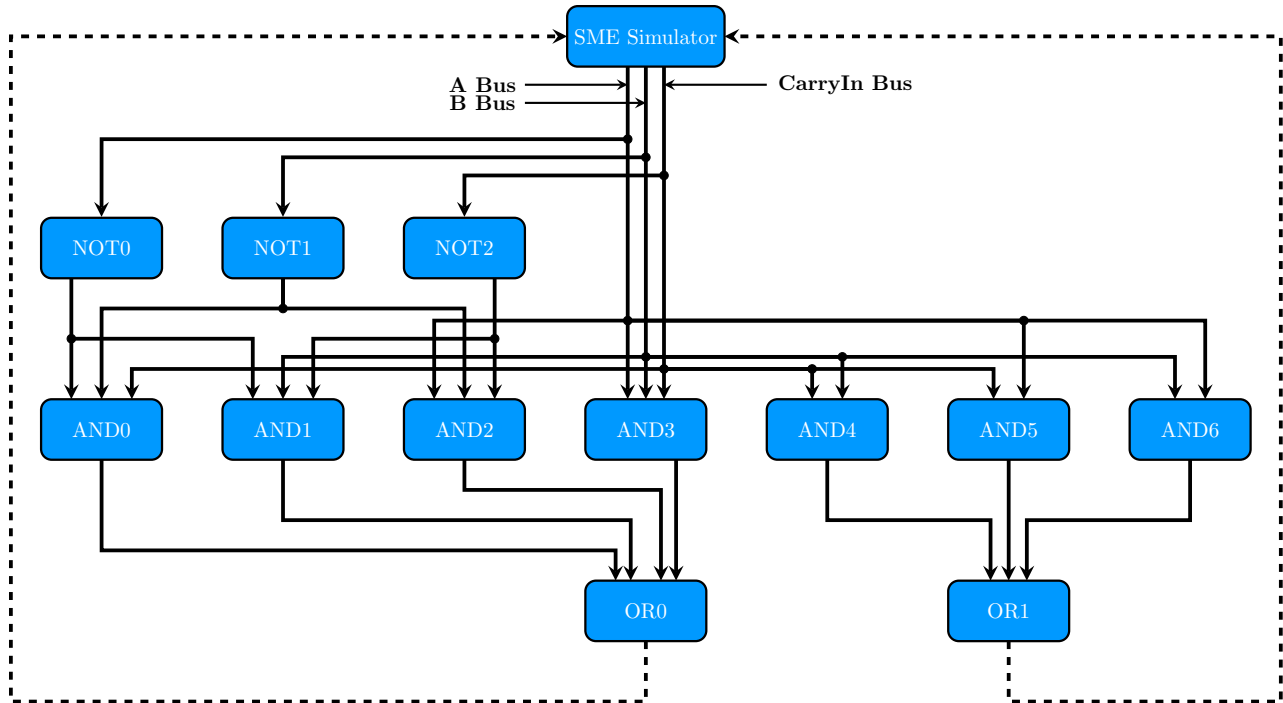 SME Simulator
A Bus
CarryIn Bus
B Bus
NOT0
NOT1
NOT2
AND0
AND1
AND2
AND3
AND4
AND5
AND6
OR0
OR1